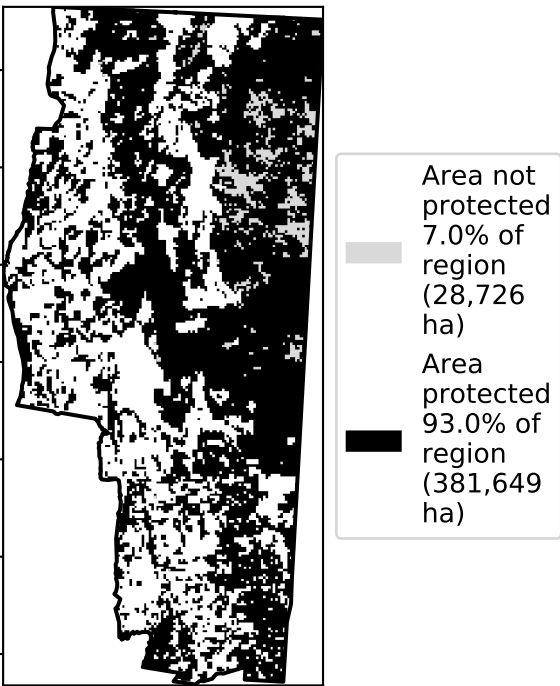 Area not
protected
7.0% of
region
(28,726
ha)
Area
protected
93.0% of
region
(381,649
ha)